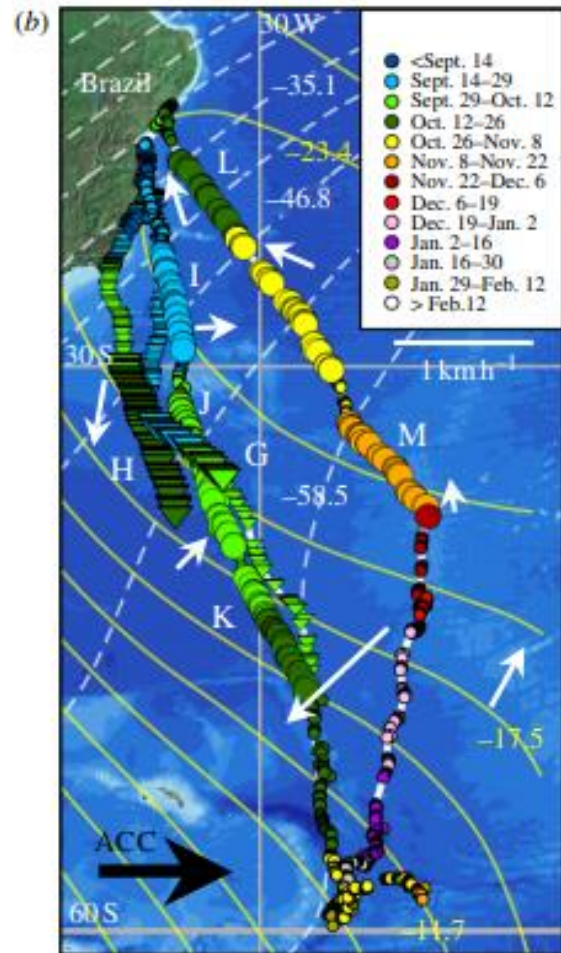 (b)
30 W
Brazil
<Sept. 14
Sept. 14–29
Sept. 29–Oct. 12
Oct. 12–26
Oct. 26–Nov. 8
Nov. 8–Nov. 22
Nov. 22–Dec. 6
Dec. 6–19
Dec. 19–Jan. 2
Jan. 2–16
Jan. 16–30
Jan. 29–Feb. 12
> Feb.12
–35.1
–23.4
L
–46.8
I
30 S
1 km h⁻¹
J
M
G
H
–58.5
K
–17.5
ACC
60 S
–11.7